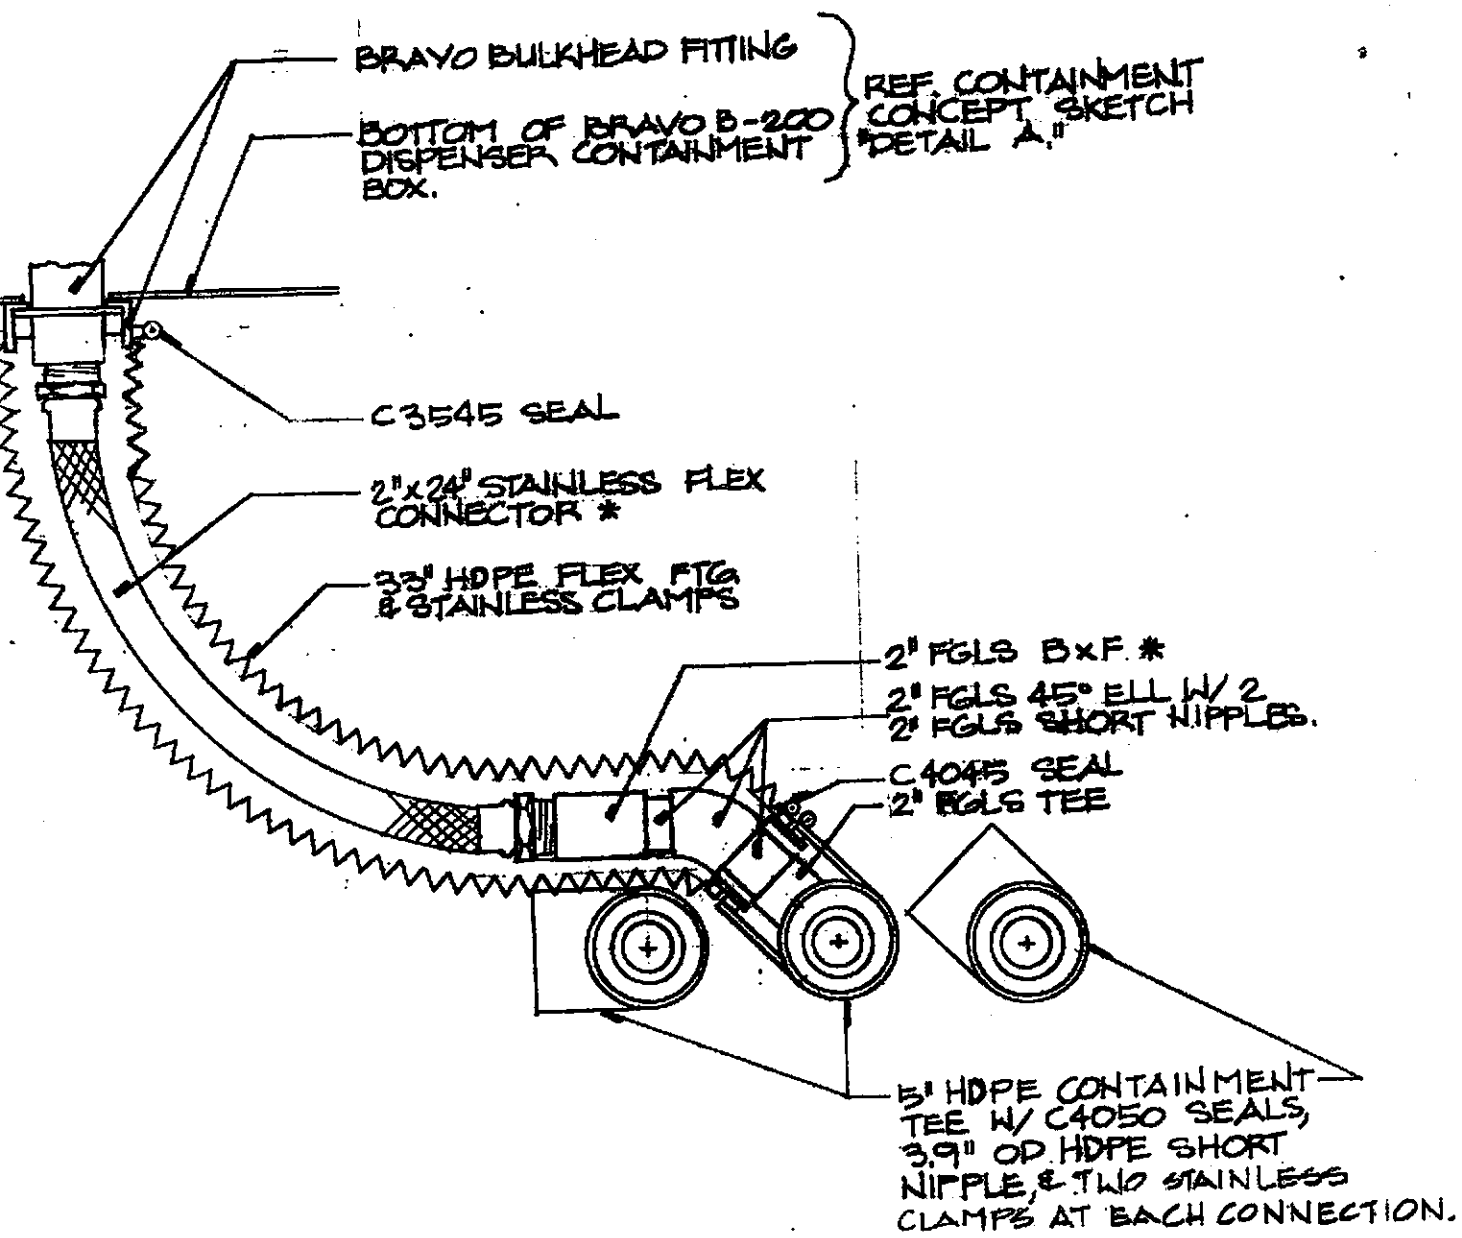 BRAVO BULKHEAD FITTING
BOTTOM OF BRAVO B-200
DISPENSER CONTAINMENT
BOX.
REF. CONTAINMENT
CONCEPT SKETCH
"DETAIL A."
C3545 SEAL
2"x24" STAINLESS FLEX
CONNECTOR *
33" HDPE FLEX FTG
& STAINLESS CLAMPS
2" FGLS BxF *
2" FGLS 45° ELL W/ 2
2" FGLS SHORT NIPPLES.
C4045 SEAL
2" FGLS TEE
5" HDPE CONTAINMENT
TEE W/ C4050 SEALS,
3.9" OD HDPE SHORT
NIPPLE, & TWO STAINLESS
CLAMPS AT EACH CONNECTION.